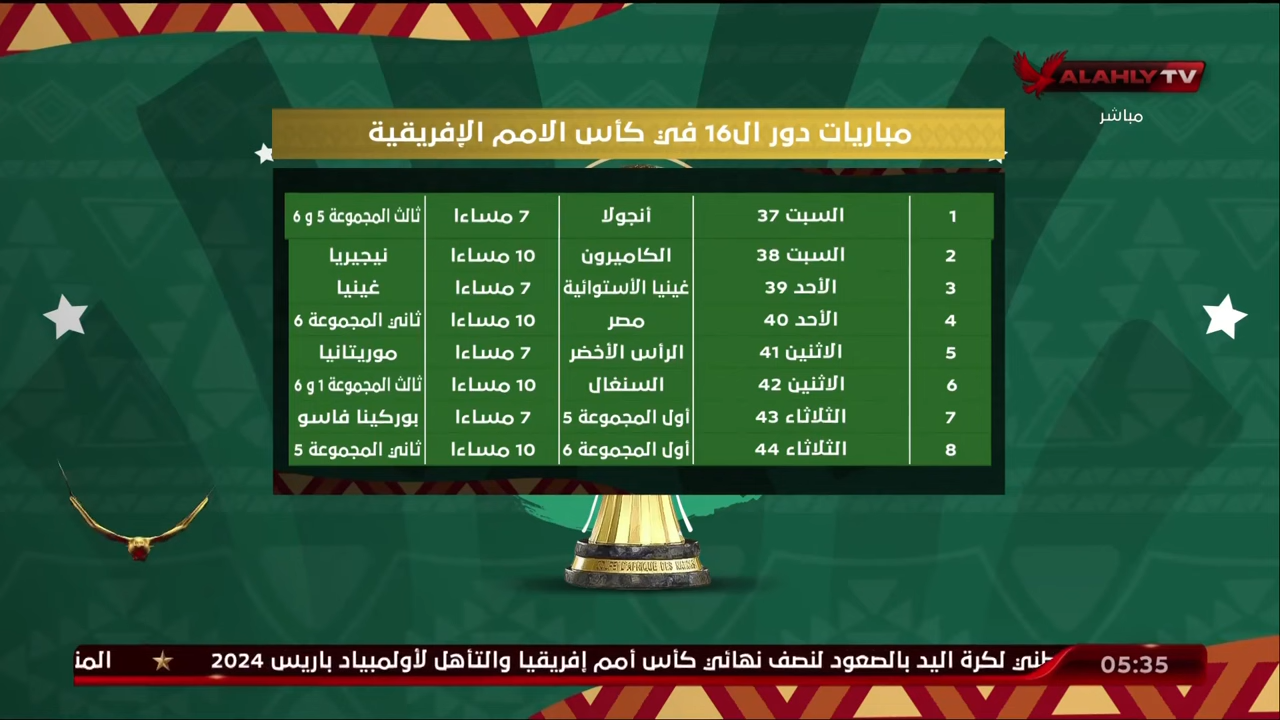 ALAHLY TV
مباشر
مباريات دور ال16 في كأس الامم الإفريقية
1 السبت 37 أنجولا 7 مساءا ثالث المجموعة 5 و 6
2 السبت 38 الكاميرون 10 مساءا نيجيريا
3 الأحد 39 غينيا الأستوائية 7 مساءا غينيا
4 الأحد 40 مصر 10 مساءا ثاني المجموعة 6
5 الاثنين 41 الرأس الأخضر 7 مساءا موريتانيا
6 الاثنين 42 السنغال 10 مساءا ثالث المجموعة 1 و 6
7 الثلاثاء 43 أول المجموعة 5 7 مساءا بوركينا فاسو
8 الثلاثاء 44 أول المجموعة 6 10 مساءا ثاني المجموعة 5
D'AFRIQUE DES
05:35
لكرة اليد بالصعود لنصف نهائي كأس أمم إفريقيا والتأهل لأولمبياد باريس 2024